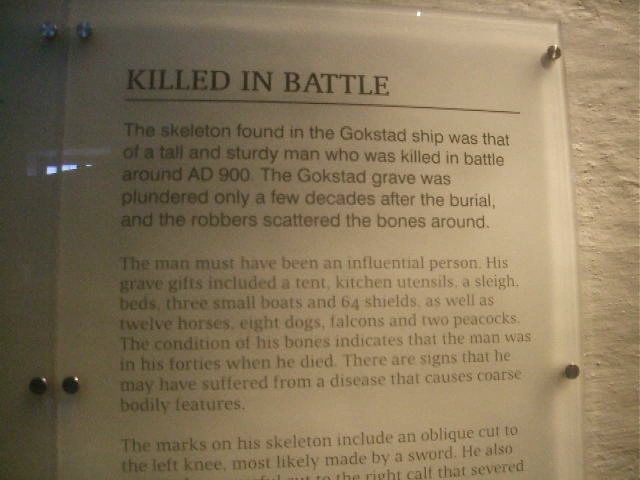 KILLED IN BATTLE
The skeleton found in the Gokstad ship was that
of a tall and sturdy man who was killed in battle
around AD 900. The Gokstad grave was
plundered only a few decades after the burial,
and the robbers scattered the bones around.
The man must have been an influential person. His
grave gifts included a tent, kitchen utensils, a sleigh,
beds, three small boats and 64 shields, as well as
twelve horses, eight dogs, falcons and two peacocks.
The condition of his bones indicates that the man was
in his forties when he died. There are signs that he
may have suffered from a disease that causes coarse
bodily features.
The marks on his skeleton include an oblique cut to
the left knee, most likely made by a sword. He also
cut to the right calf that severed